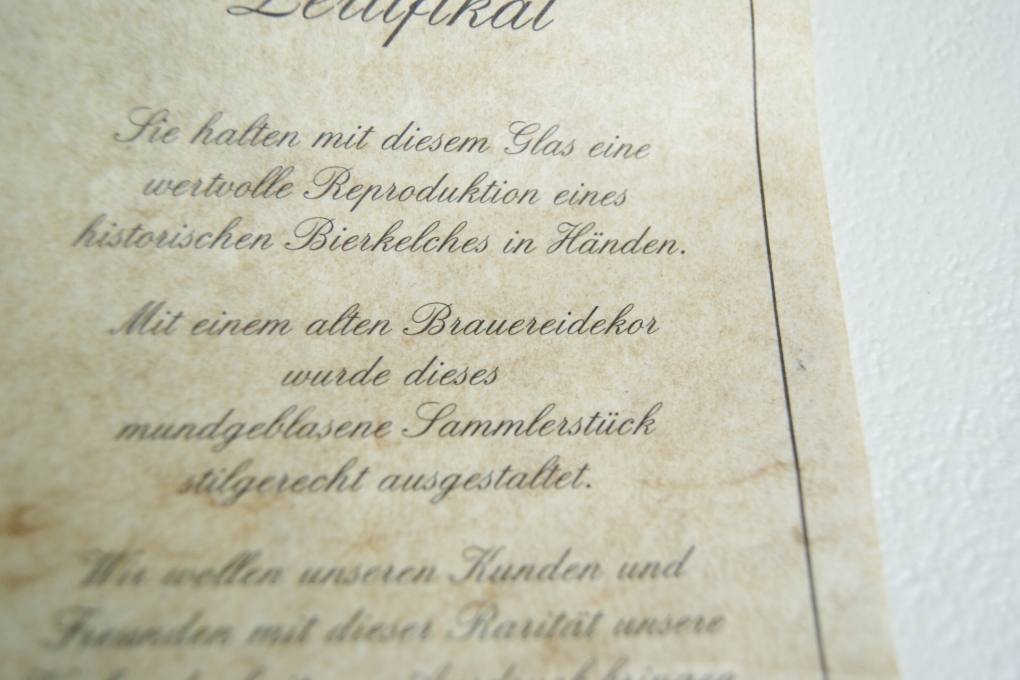 Zertifikat
Sie halten mit diesem Glas eine
wertvolle Reproduktion eines
historischen Bierkelches in Händen.
Mit einem alten Brauereidekor
wurde dieses
mundgeblasene Sammlerstück
stilgerecht ausgestaltet.
Wir wollen unseren Kunden und
Freunden mit dieser Rarität unsere